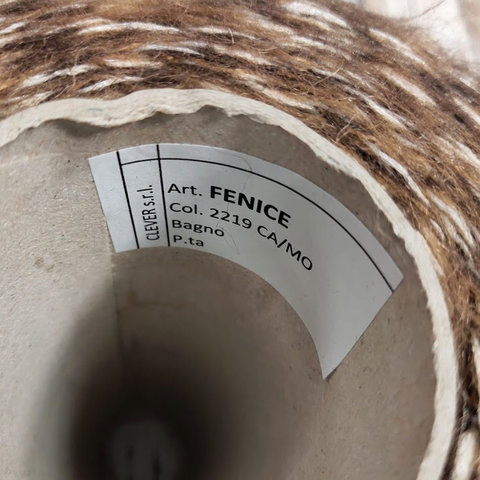 CLEVER s.r.l.
Art. FENICE
Col. 2219 CA/MO
Bagno
P.ta